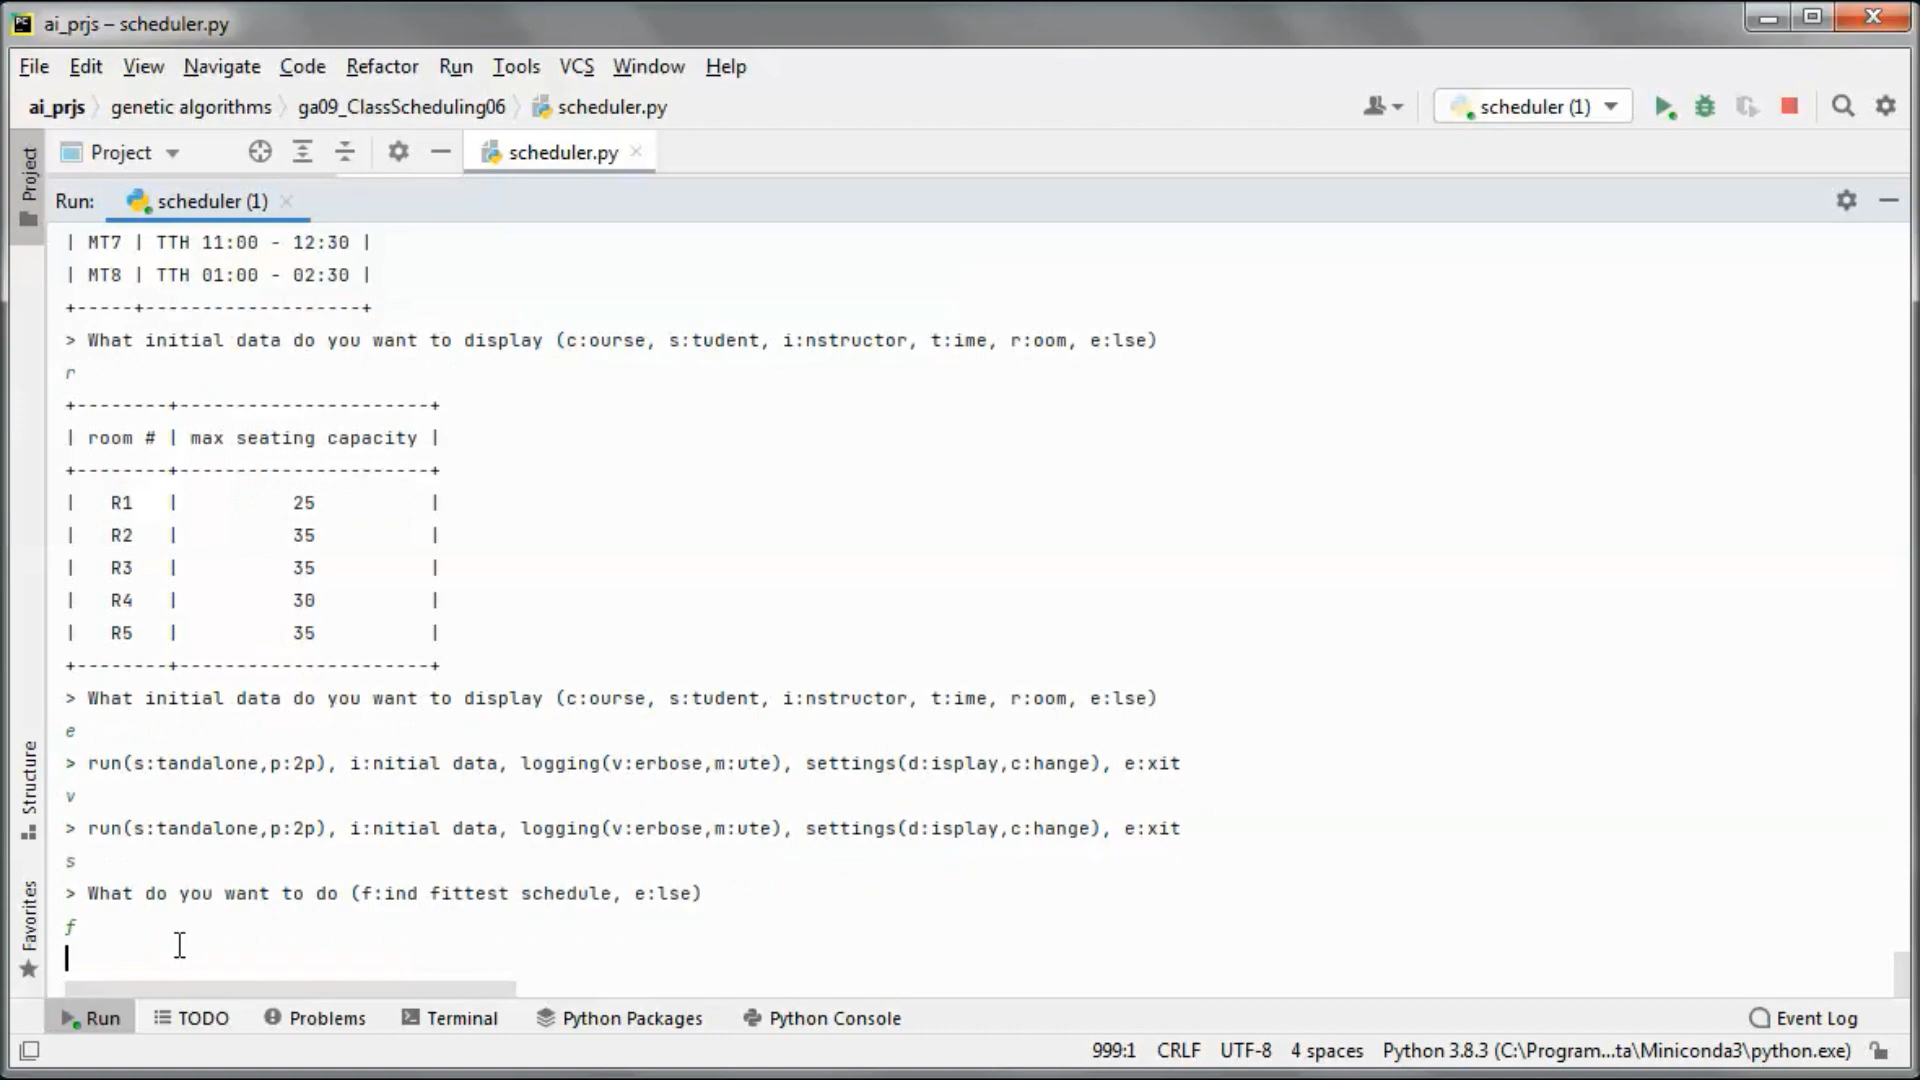 ai_prjs – scheduler.py
File Edit View Navigate Code Refactor Run Tools VCS Window Help
ai_prjs genetic algorithms ga09_ClassScheduling06 scheduler.py scheduler (1)
Project scheduler.py
Project
Run: scheduler (1)
| MT7 | TTH 11:00 - 12:30 |
| MT8 | TTH 01:00 - 02:30 |
+-----+-------------------+
> What initial data do you want to display (c:ourse, s:tudent, i:nstructor, t:ime, r:oom, e:lse)
r
+--------+----------------------+
| room # | max seating capacity |
+--------+----------------------+
| R1 | 25 |
| R2 | 35 |
| R3 | 35 |
| R4 | 30 |
| R5 | 35 |
+--------+----------------------+
> What initial data do you want to display (c:ourse, s:tudent, i:nstructor, t:ime, r:oom, e:lse)
e
> run(s:tandalone,p:2p), i:nitial data, logging(v:erbose,m:ute), settings(d:isplay,c:hange), e:xit
v
> run(s:tandalone,p:2p), i:nitial data, logging(v:erbose,m:ute), settings(d:isplay,c:hange), e:xit
s
> What do you want to do (f:ind fittest schedule, e:lse)
f
Structure
Favorites
Run TODO Problems Terminal Python Packages Python Console Event Log
999:1 CRLF UTF-8 4 spaces Python 3.8.3 (C:\Program...ta\Miniconda3\python.exe)